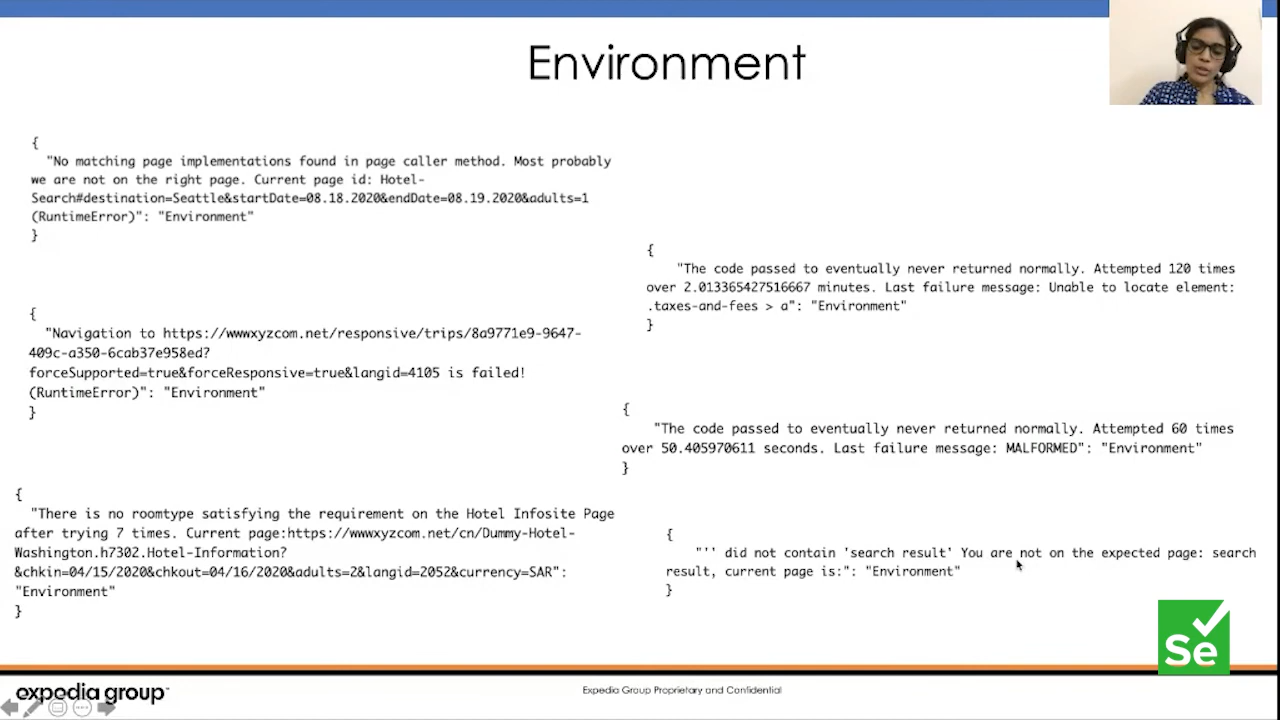 Environment
{
"No matching page implementations found in page caller method. Most probably
we are not on the right page. Current page id: Hotel-
Search#destination=Seattle&startDate=08.18.2020&endDate=08.19.2020&adults=1
(RuntimeError)": "Environment"
}
{
"Navigation to https://wwwxyzcom.net/responsive/trips/8a9771e9-9647-
409c-a350-6cab37e958ed?
forceSupported=true&forceResponsive=true&langid=4105 is failed!
(RuntimeError)": "Environment"
}
{
"There is no roomtype satisfying the requirement on the Hotel Infosite Page
after trying 7 times. Current page:https://wwwxyzcom.net/cn/Dummy-Hotel-
Washington.h7302.Hotel-Information?
&chkin=04/15/2020&chkout=04/16/2020&adults=2&langid=2052&currency=SAR":
"Environment"
}
{
"The code passed to eventually never returned normally. Attempted 120 times
over 2.013365427516667 minutes. Last failure message: Unable to locate element:
.taxes-and-fees > a": "Environment"
}
{
"The code passed to eventually never returned normally. Attempted 60 times
over 50.405970611 seconds. Last failure message: MALFORMED": "Environment"
}
{
"'' did not contain 'search result' You are not on the expected page: search
result, current page is:": "Environment"
}
Se
expedia group™
Expedia Group Proprietary and Confidential